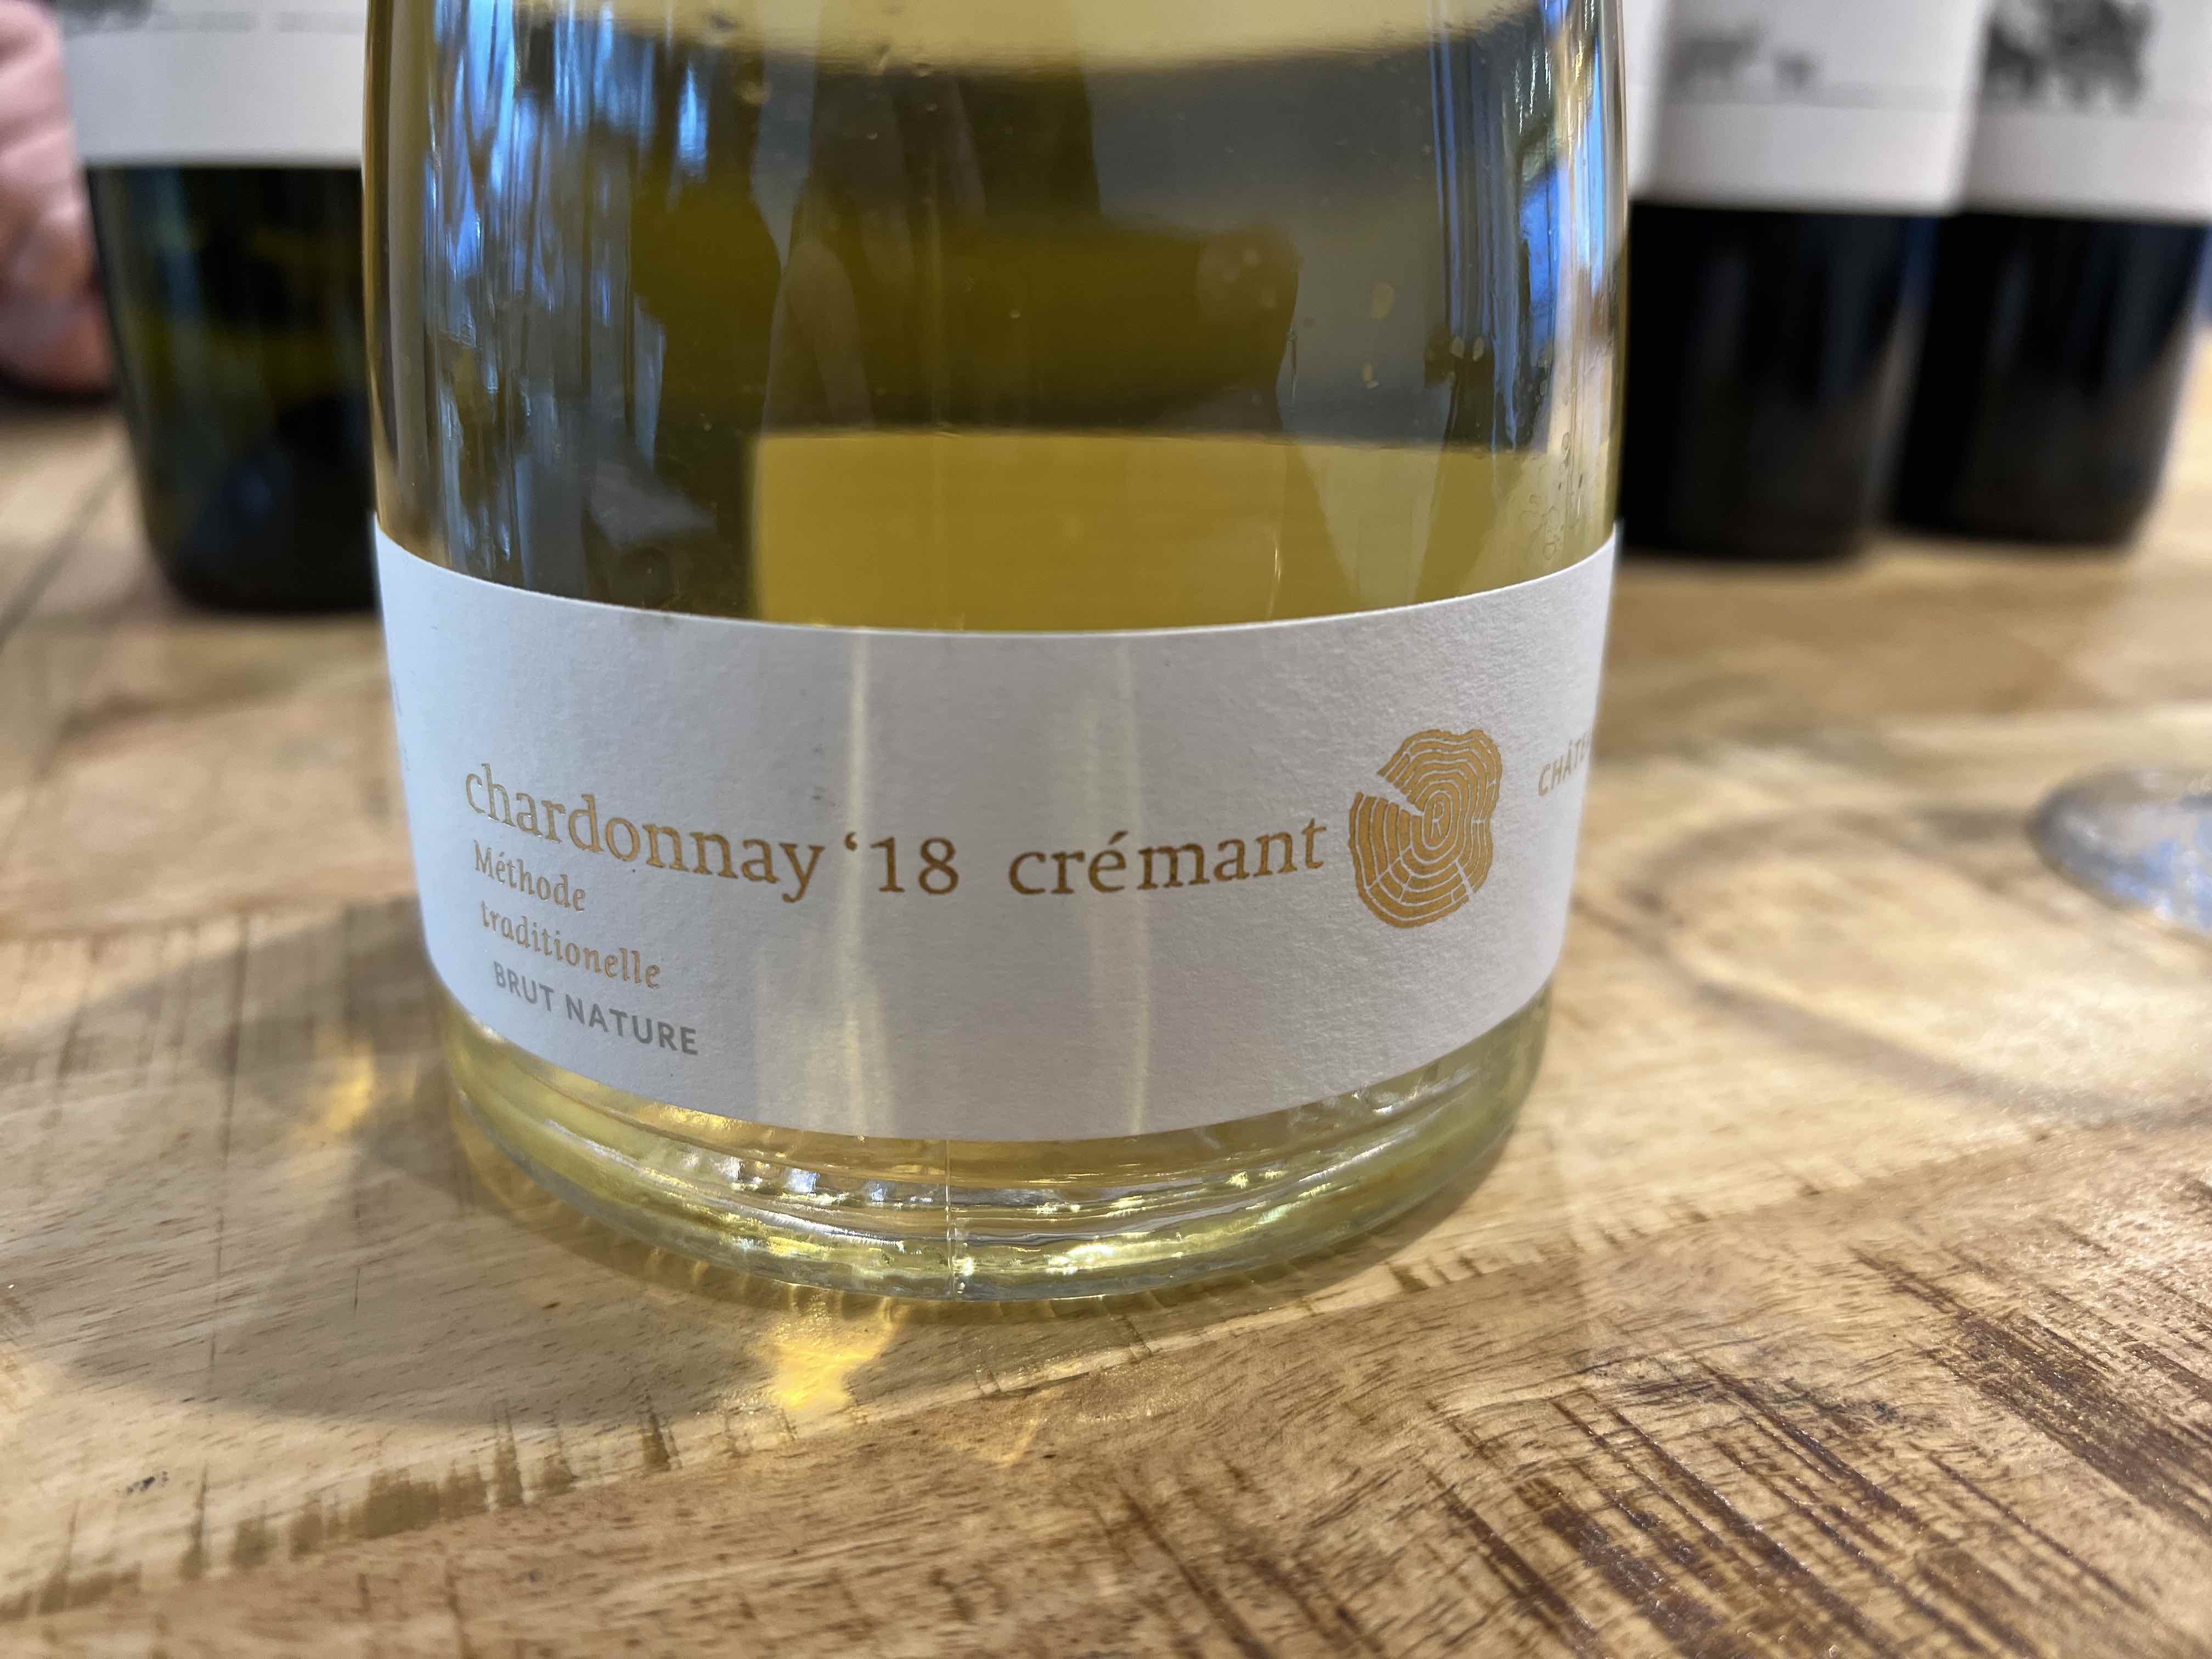 chardonnay ‘18 crémant
Méthode
traditionelle
BRUT NATURE